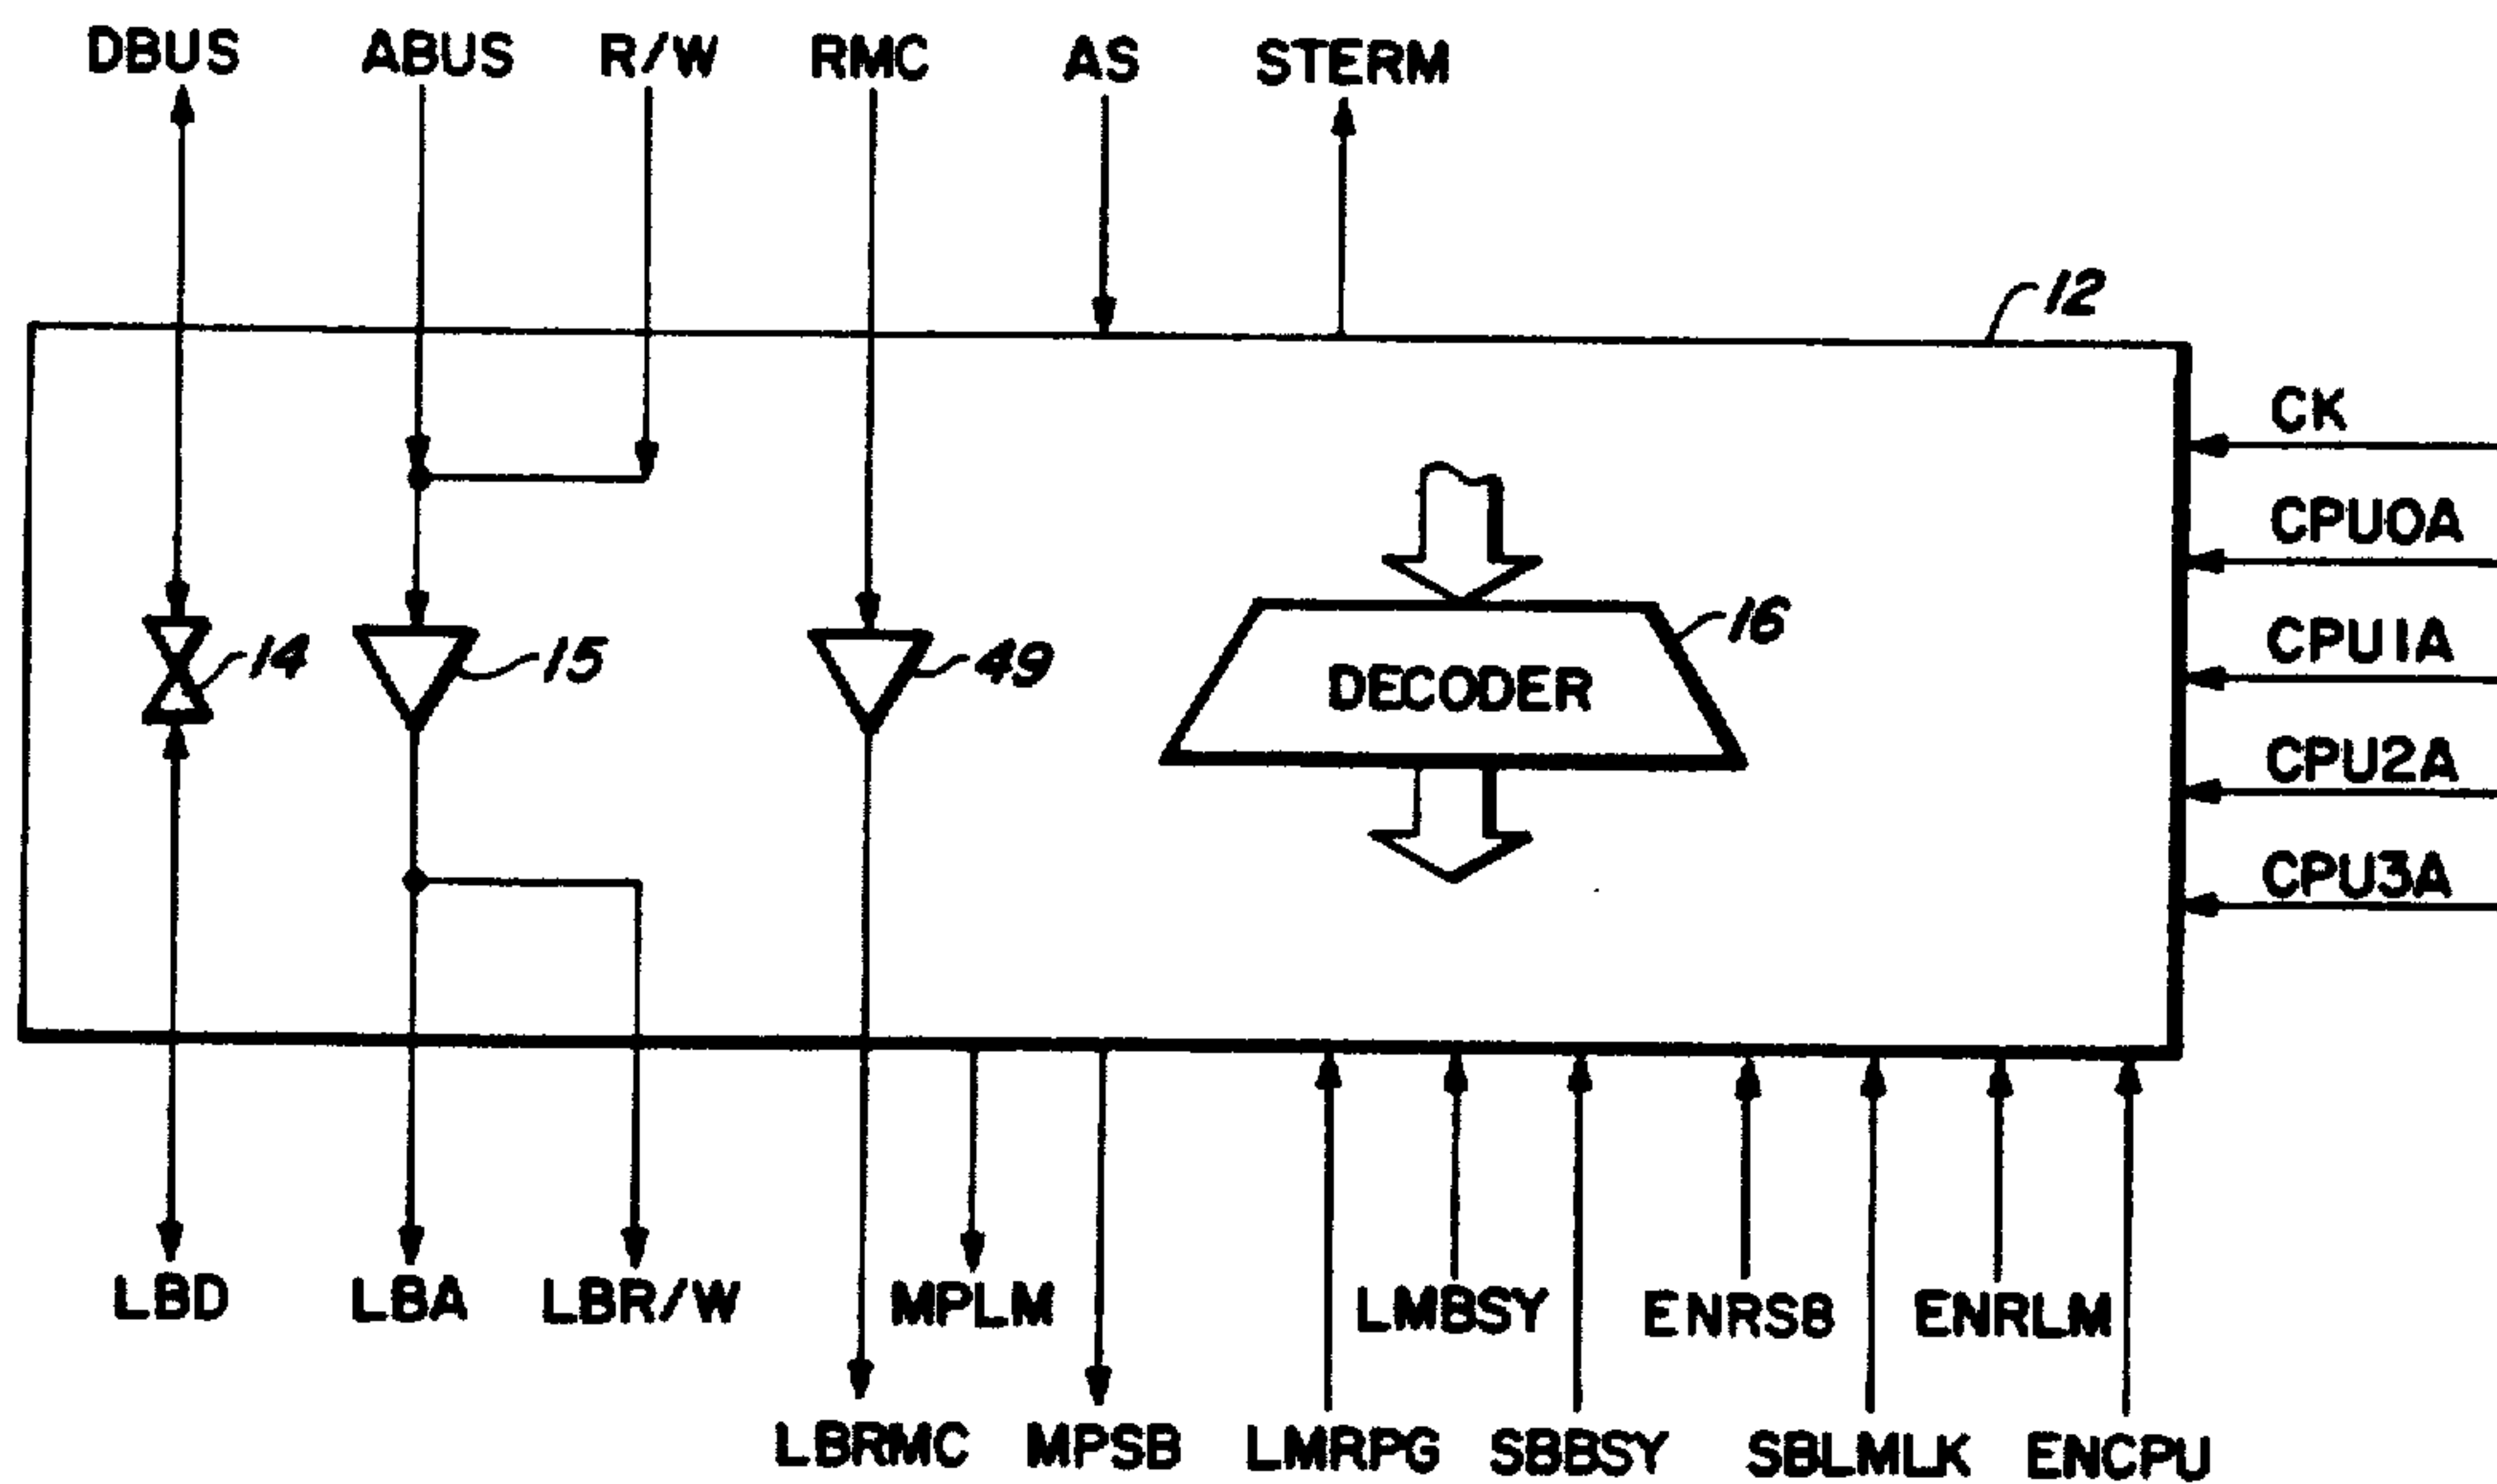 DBUS ABUS R/W RMC AS STERM
12
CK
CPU0A
CPU1A
16
14 15 49
DECODER
CPU2A
CPU3A
LBD LBA LBR/W MPLM LMBSY ENRSB ENRLM
LBRMC MPSB LMRPG SBBSY SBLMLK ENCPU